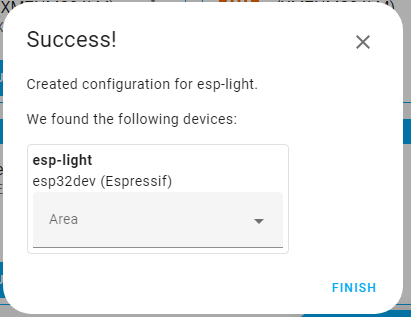 Success!
Created configuration for esp-light.
We found the following devices:
esp-light
esp32dev (Espressif)
Area
FINISH